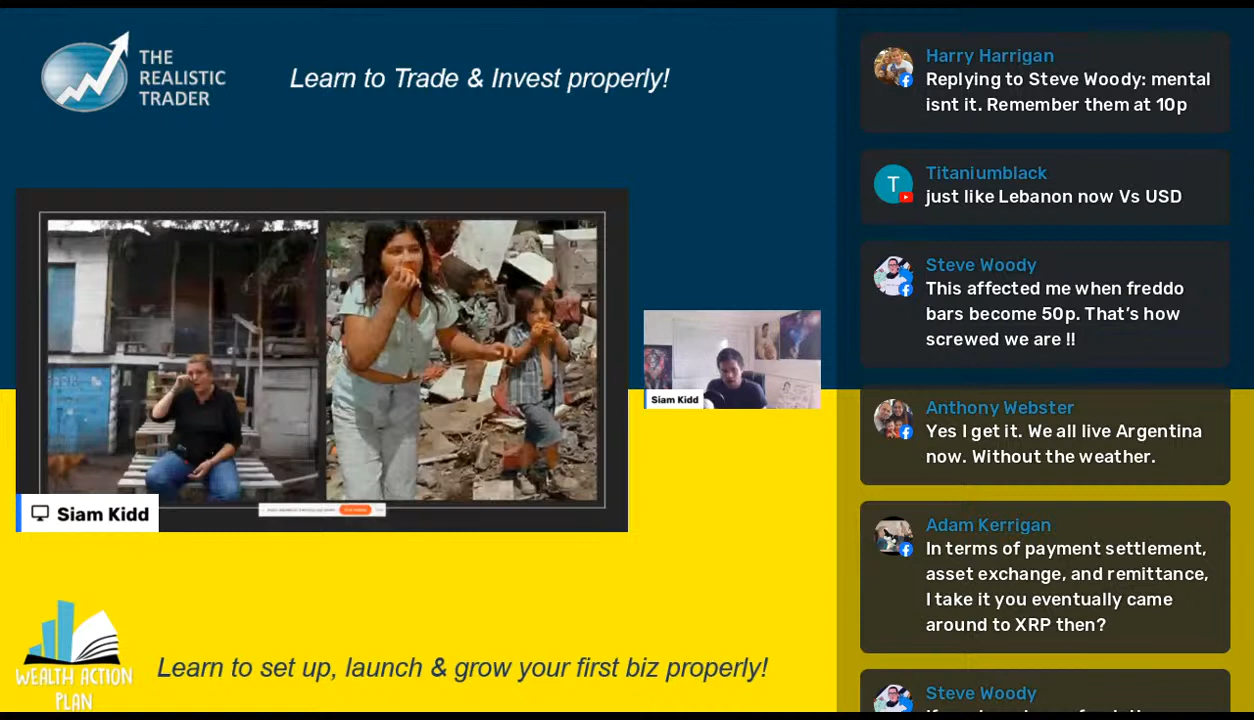 THE
REALISTIC
TRADER
Learn to Trade & Invest properly!
Siam Kidd
Siam Kidd
WEALTH ACTION
PLAN
Learn to set up, launch & grow your first biz properly!
Harry Harrigan
Replying to Steve Woody: mental
isnt it. Remember them at 10p
T
Titaniumblack
just like Lebanon now Vs USD
Steve Woody
This affected me when freddo
bars become 50p. That's how
screwed we are !!
Anthony Webster
Yes I get it. We all live Argentina
now. Without the weather.
Adam Kerrigan
In terms of payment settlement,
asset exchange, and remittance,
I take it you eventually came
around to XRP then?
Steve Woody